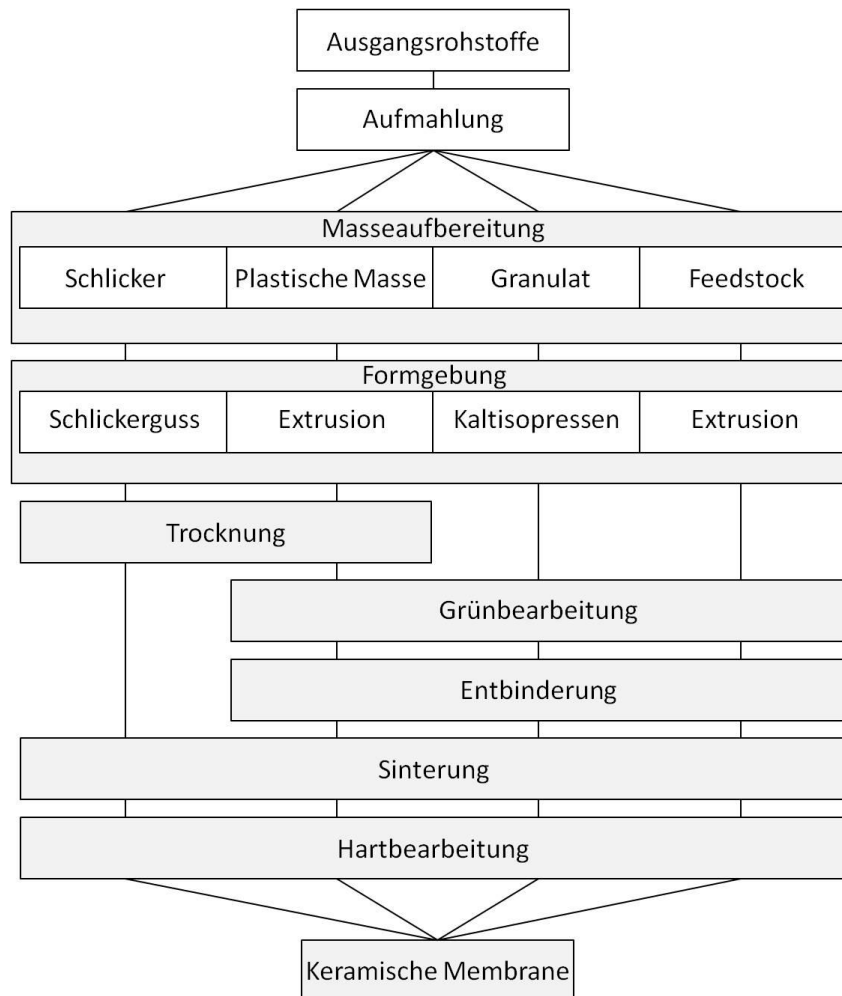 Ausgangsrohstoffe
Aufmahlung
Masseaufbereitung
Schlicker Plastische Masse Granulat Feedstock
Formgebung
Schlickerguss Extrusion Kaltisopressen Extrusion
Trocknung
Grünbearbeitung
Entbinderung
Sinterung
Hartbearbeitung
Keramische Membrane